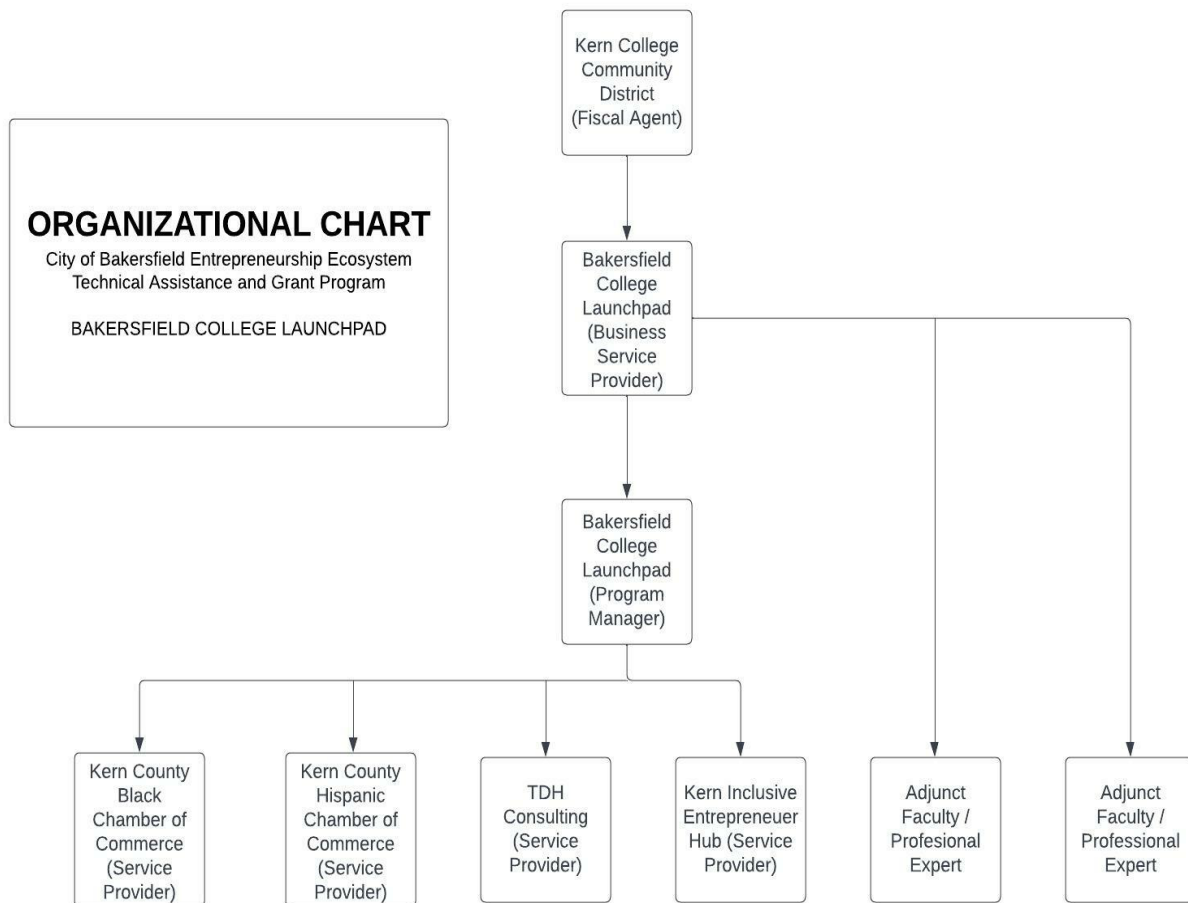 Kern College
Community
District
(Fiscal Agent)
ORGANIZATIONAL CHART
City of Bakersfield Entrepreneurship Ecosystem
Technical Assistance and Grant Program
BAKERSFIELD COLLEGE LAUNCHPAD
Bakersfield
College
Launchpad
(Business
Service
Provider)
Bakersfield
College
Launchpad
(Program
Manager)
Kern County
Black
Chamber of
Commerce
(Service
Provider)
Kern County
Hispanic
Chamber of
Commerce
(Service
Provider)
TDH
Consulting
(Service
Provider)
Kern Inclusive
Entrepreneuer
Hub (Service
Provider)
Adjunct
Faculty /
Profesional
Expert
Adjunct
Faculty /
Professional
Expert